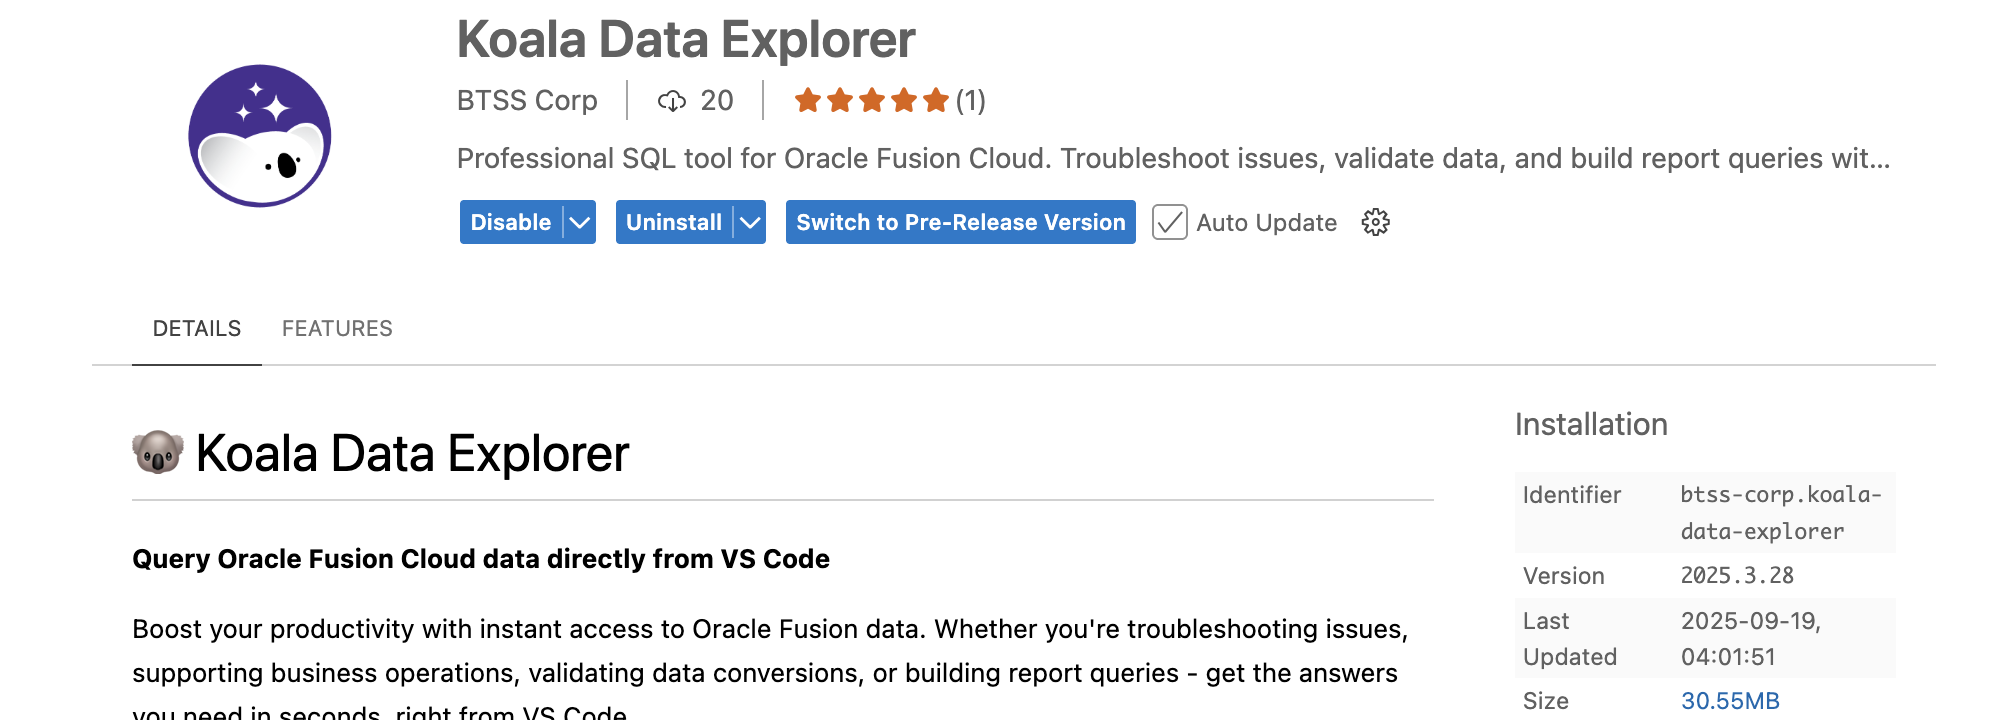 Koala Data Explorer
BTSS Corp 20 (1)
Professional SQL tool for Oracle Fusion Cloud. Troubleshoot issues, validate data, and build report queries wit...
Disable Uninstall Switch to Pre-Release Version Auto Update
DETAILS FEATURES
Koala Data Explorer
Query Oracle Fusion Cloud data directly from VS Code
Boost your productivity with instant access to Oracle Fusion data. Whether you're troubleshooting issues,
supporting business operations, validating data conversions, or building report queries - get the answers
you need in seconds, right from VS Code.
Installation
Identifier btss-corp.koala-
data-explorer
Version 2025.3.28
Last 2025-09-19,
Updated 04:01:51
Size 30.55MB